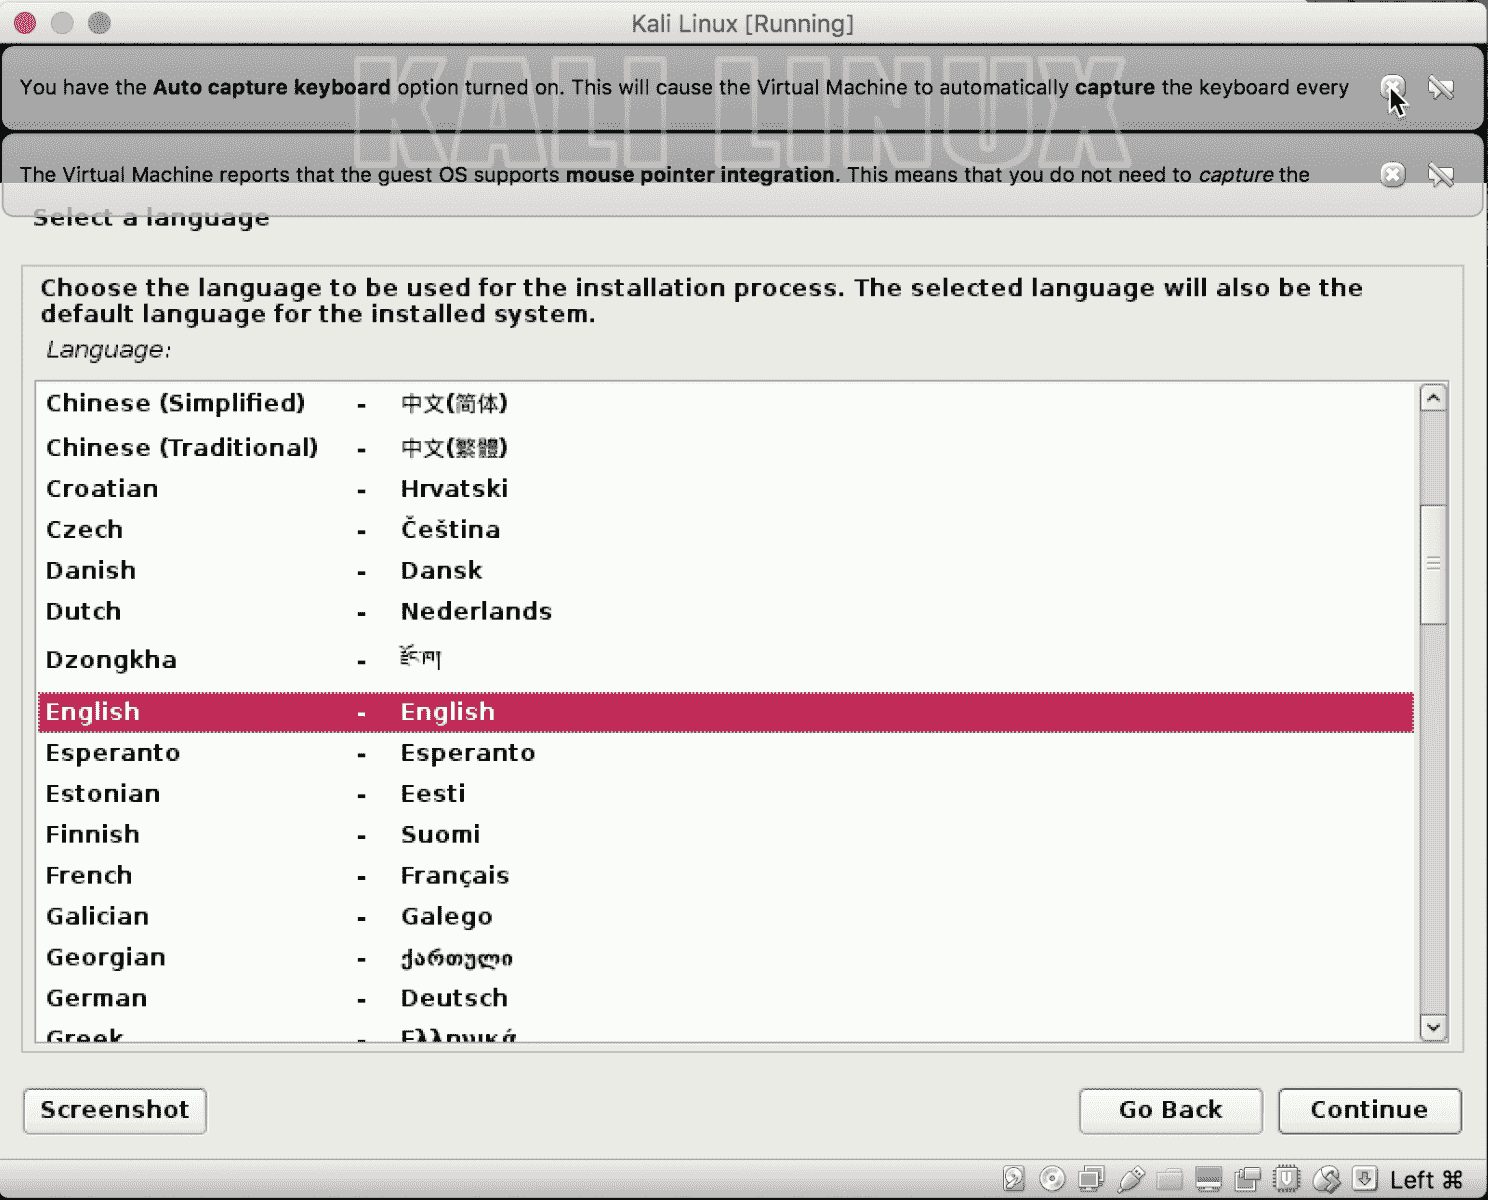 Kali Linux [Running]
KALI LINUX
You have the Auto capture keyboard option turned on. This will cause the Virtual Machine to automatically capture the keyboard every
The Virtual Machine reports that the guest OS supports mouse pointer integration. This means that you do not need to capture the
Select a language
Choose the language to be used for the installation process. The selected language will also be the
default language for the installed system.
Language:
Chinese (Simplified) - 中文(简体)
Chinese (Traditional) - 中文(繁體)
Croatian - Hrvatski
Czech - Čeština
Danish - Dansk
Dutch - Nederlands
Dzongkha - རྫོང་ཁ།
English - English
Esperanto - Esperanto
Estonian - Eesti
Finnish - Suomi
French - Français
Galician - Galego
Georgian - ქართული
German - Deutsch
Greek - Ελληνικά
Screenshot
Go Back
Continue
Left ⌘